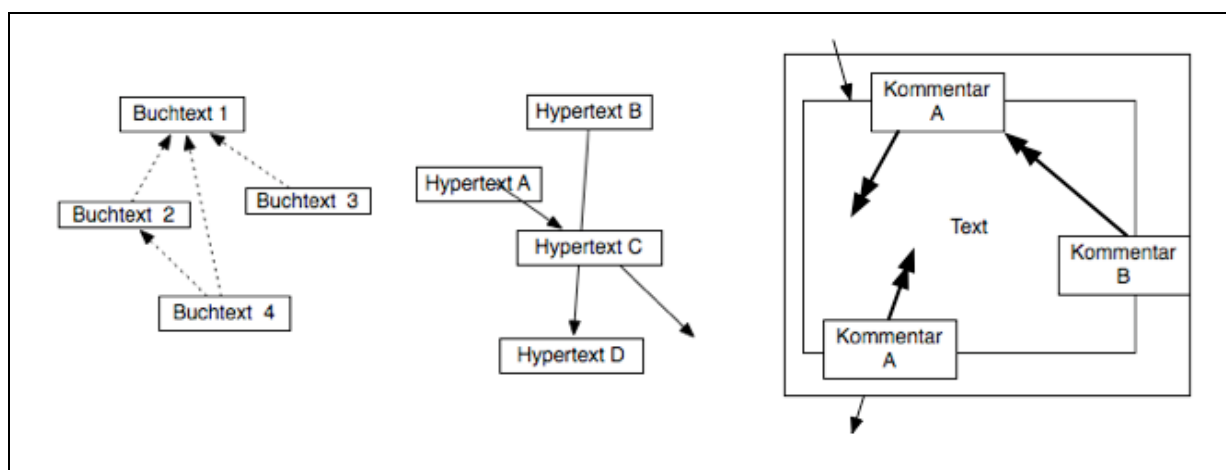 Buchtext 1
Buchtext 2
Buchtext 3
Buchtext 4
Hypertext B
Hypertext A
Hypertext C
Hypertext D
Kommentar
A
Text
Kommentar
B
Kommentar
A